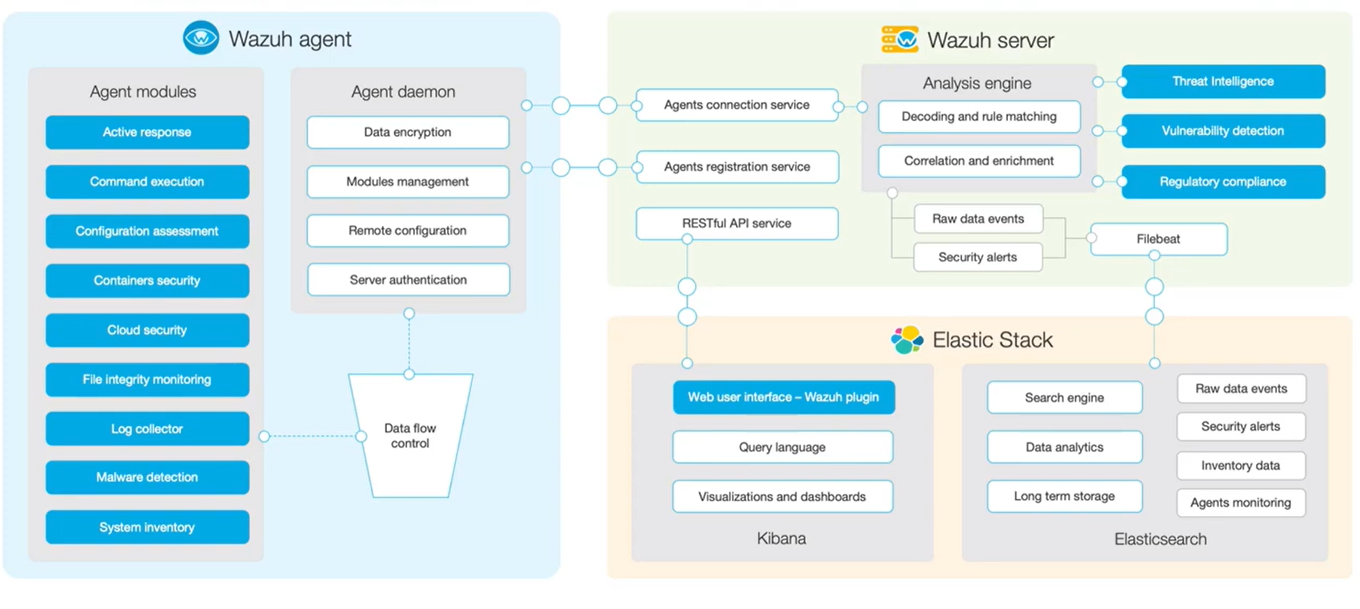 Wazuh agent
Agent modules
Active response
Command execution
Configuration assessment
Containers security
Cloud security
File integrity monitoring
Log collector
Malware detection
System inventory
Agent daemon
Data encryption
Modules management
Remote configuration
Server authentication
Data flow
control
Wazuh server
Agents connection service
Agents registration service
RESTful API service
Analysis engine
Decoding and rule matching
Correlation and enrichment
Threat Intelligence
Vulnerability detection
Regulatory compliance
Raw data events
Security alerts
Filebeat
Elastic Stack
Web user interface – Wazuh plugin
Query language
Visualizations and dashboards
Kibana
Search engine
Data analytics
Long term storage
Raw data events
Security alerts
Inventory data
Agents monitoring
Elasticsearch